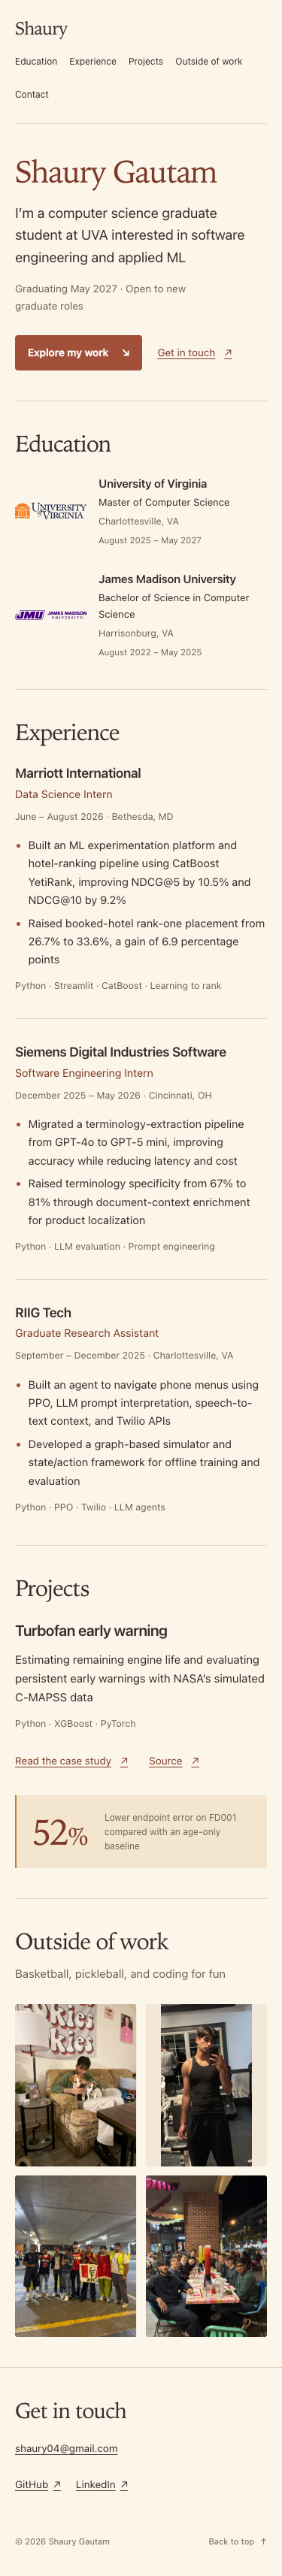 Shaury
Education Experience Projects Outside of work
Contact
Shaury Gautam
I’m a computer science graduate
student at UVA interested in software
engineering and applied ML
Graduating May 2027 · Open to new
graduate roles
Explore my work ↘ Get in touch ↗
Education
UNIVERSITY of VIRGINIA
University of Virginia
Master of Computer Science
Charlottesville, VA
August 2025 – May 2027
JMU JAMES MADISON UNIVERSITY.
James Madison University
Bachelor of Science in Computer
Science
Harrisonburg, VA
August 2022 – May 2025
Experience
Marriott International
Data Science Intern
June – August 2026 · Bethesda, MD
• Built an ML experimentation platform and
hotel-ranking pipeline using CatBoost
YetiRank, improving NDCG@5 by 10.5% and
NDCG@10 by 9.2%
• Raised booked-hotel rank-one placement from
26.7% to 33.6%, a gain of 6.9 percentage
points
Python · Streamlit · CatBoost · Learning to rank
Siemens Digital Industries Software
Software Engineering Intern
December 2025 – May 2026 · Cincinnati, OH
• Migrated a terminology-extraction pipeline
from GPT-4o to GPT-5 mini, improving
accuracy while reducing latency and cost
• Raised terminology specificity from 67% to
81% through document-context enrichment
for product localization
Python · LLM evaluation · Prompt engineering
RIIG Tech
Graduate Research Assistant
September – December 2025 · Charlottesville, VA
• Built an agent to navigate phone menus using
PPO, LLM prompt interpretation, speech-to-
text context, and Twilio APIs
• Developed a graph-based simulator and
state/action framework for offline training and
evaluation
Python · PPO · Twilio · LLM agents
Projects
Turbofan early warning
Estimating remaining engine life and evaluating
persistent early warnings with NASA’s simulated
C-MAPSS data
Python · XGBoost · PyTorch
Read the case study ↗ Source ↗
52%
Lower endpoint error on FD001
compared with an age-only
baseline
Outside of work
Basketball, pickleball, and coding for fun
KFC
Get in touch
shaury04@gmail.com
GitHub ↗ LinkedIn ↗
© 2026 Shaury Gautam Back to top ↑